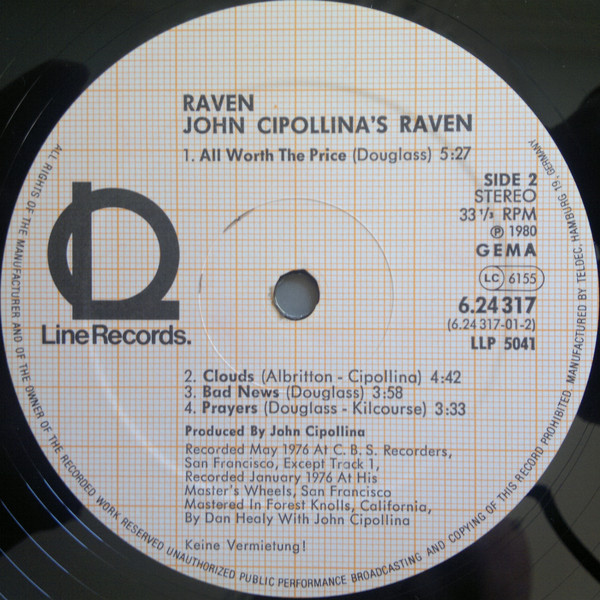 RAVEN
JOHN CIPOLLINA'S RAVEN
1. All Worth The Price (Douglass) 5:27
SIDE 2
STEREO
33 1/3 RPM
Ⓟ 1980
GEMA
LC 6155
6.24317
(6.24317-01-2)
LLP 5041
Line Records.
2. Clouds (Albritton - Cipollina) 4:42
3. Bad News (Douglass) 3:58
4. Prayers (Douglass - Kilcourse) 3:33
Produced By John Cipollina
Recorded May 1976 At C. B. S. Recorders,
San Francisco, Except Track 1,
Recorded January 1976 At His
Master's Wheels, San Francisco
Mastered In Forest Knolls, California,
By Dan Healy With John Cipollina
Keine Vermietung!
ALL RIGHTS OF THE MANUFACTURER AND OF THE OWNER OF THE RECORDED WORK RESERVED UNAUTHORIZED PUBLIC PERFORMANCE BROADCASTING AND COPYING OF THIS RECORD PROHIBITED. MANUFACTURED BY TELDEC, HAMBURG 19, GERMANY